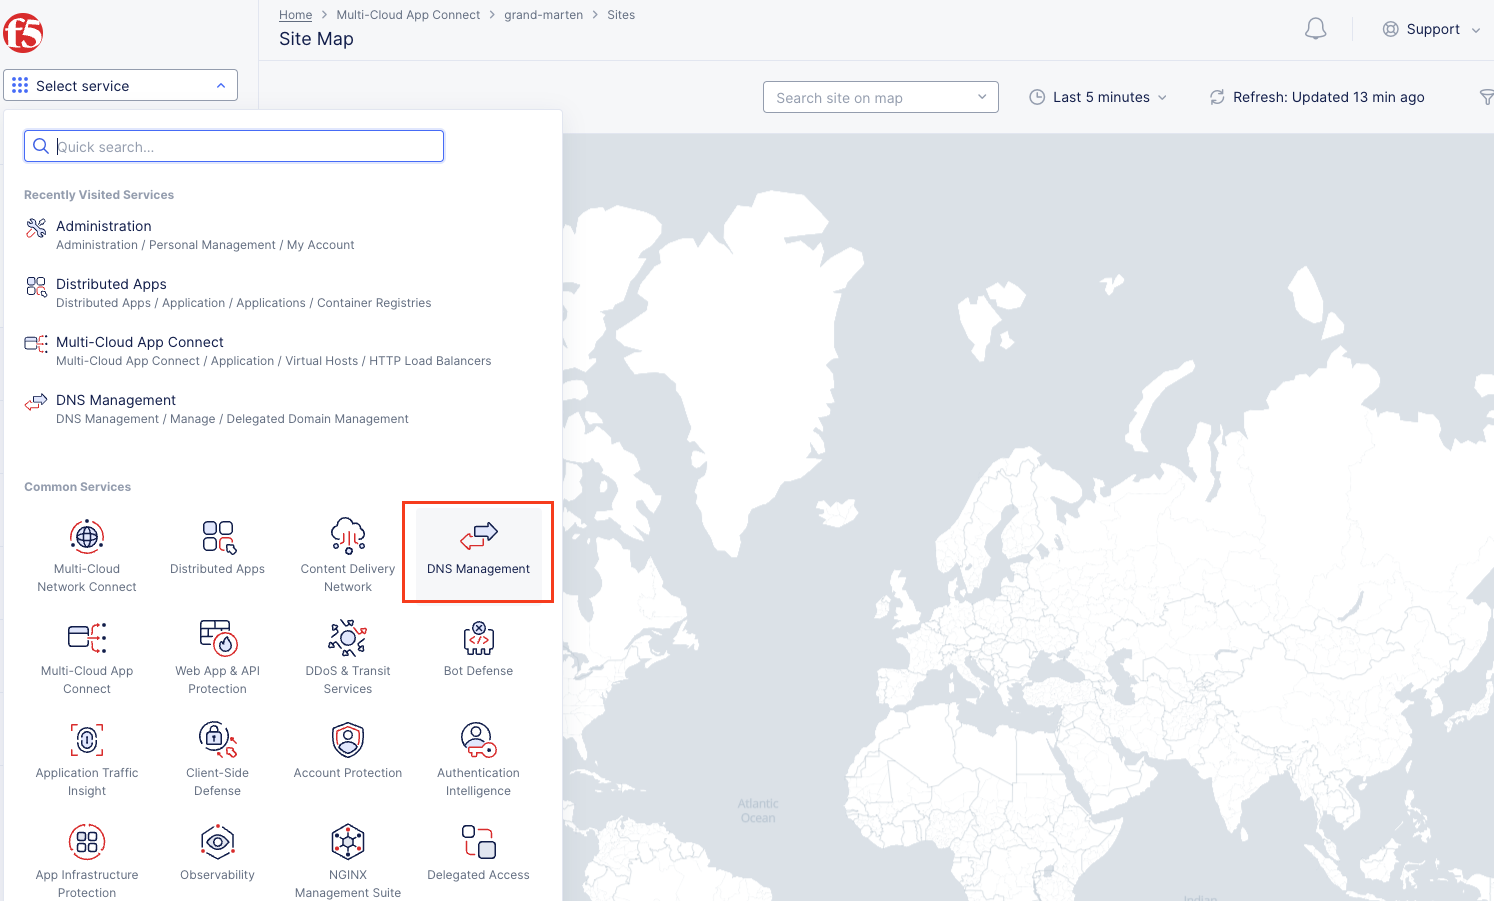 f5
Home > Multi-Cloud App Connect > grand-marten > Sites
Site Map
Support
Select service
Search site on map
Last 5 minutes
Refresh: Updated 13 min ago
Quick search...
Recently Visited Services
Administration
Administration / Personal Management / My Account
Distributed Apps
Distributed Apps / Application / Applications / Container Registries
Multi-Cloud App Connect
Multi-Cloud App Connect / Application / Virtual Hosts / HTTP Load Balancers
DNS Management
DNS Management / Manage / Delegated Domain Management
Common Services
Multi-Cloud
Network Connect
Distributed Apps
Content Delivery
Network
DNS Management
Multi-Cloud App
Connect
Web App & API
Protection
DDoS & Transit
Services
Bot Defense
Application Traffic
Insight
Client-Side
Defense
Account Protection
Authentication
Intelligence
App Infrastructure
Protection
Observability
NGINX
Management Suite
Delegated Access
Atlantic
Ocean
Indian